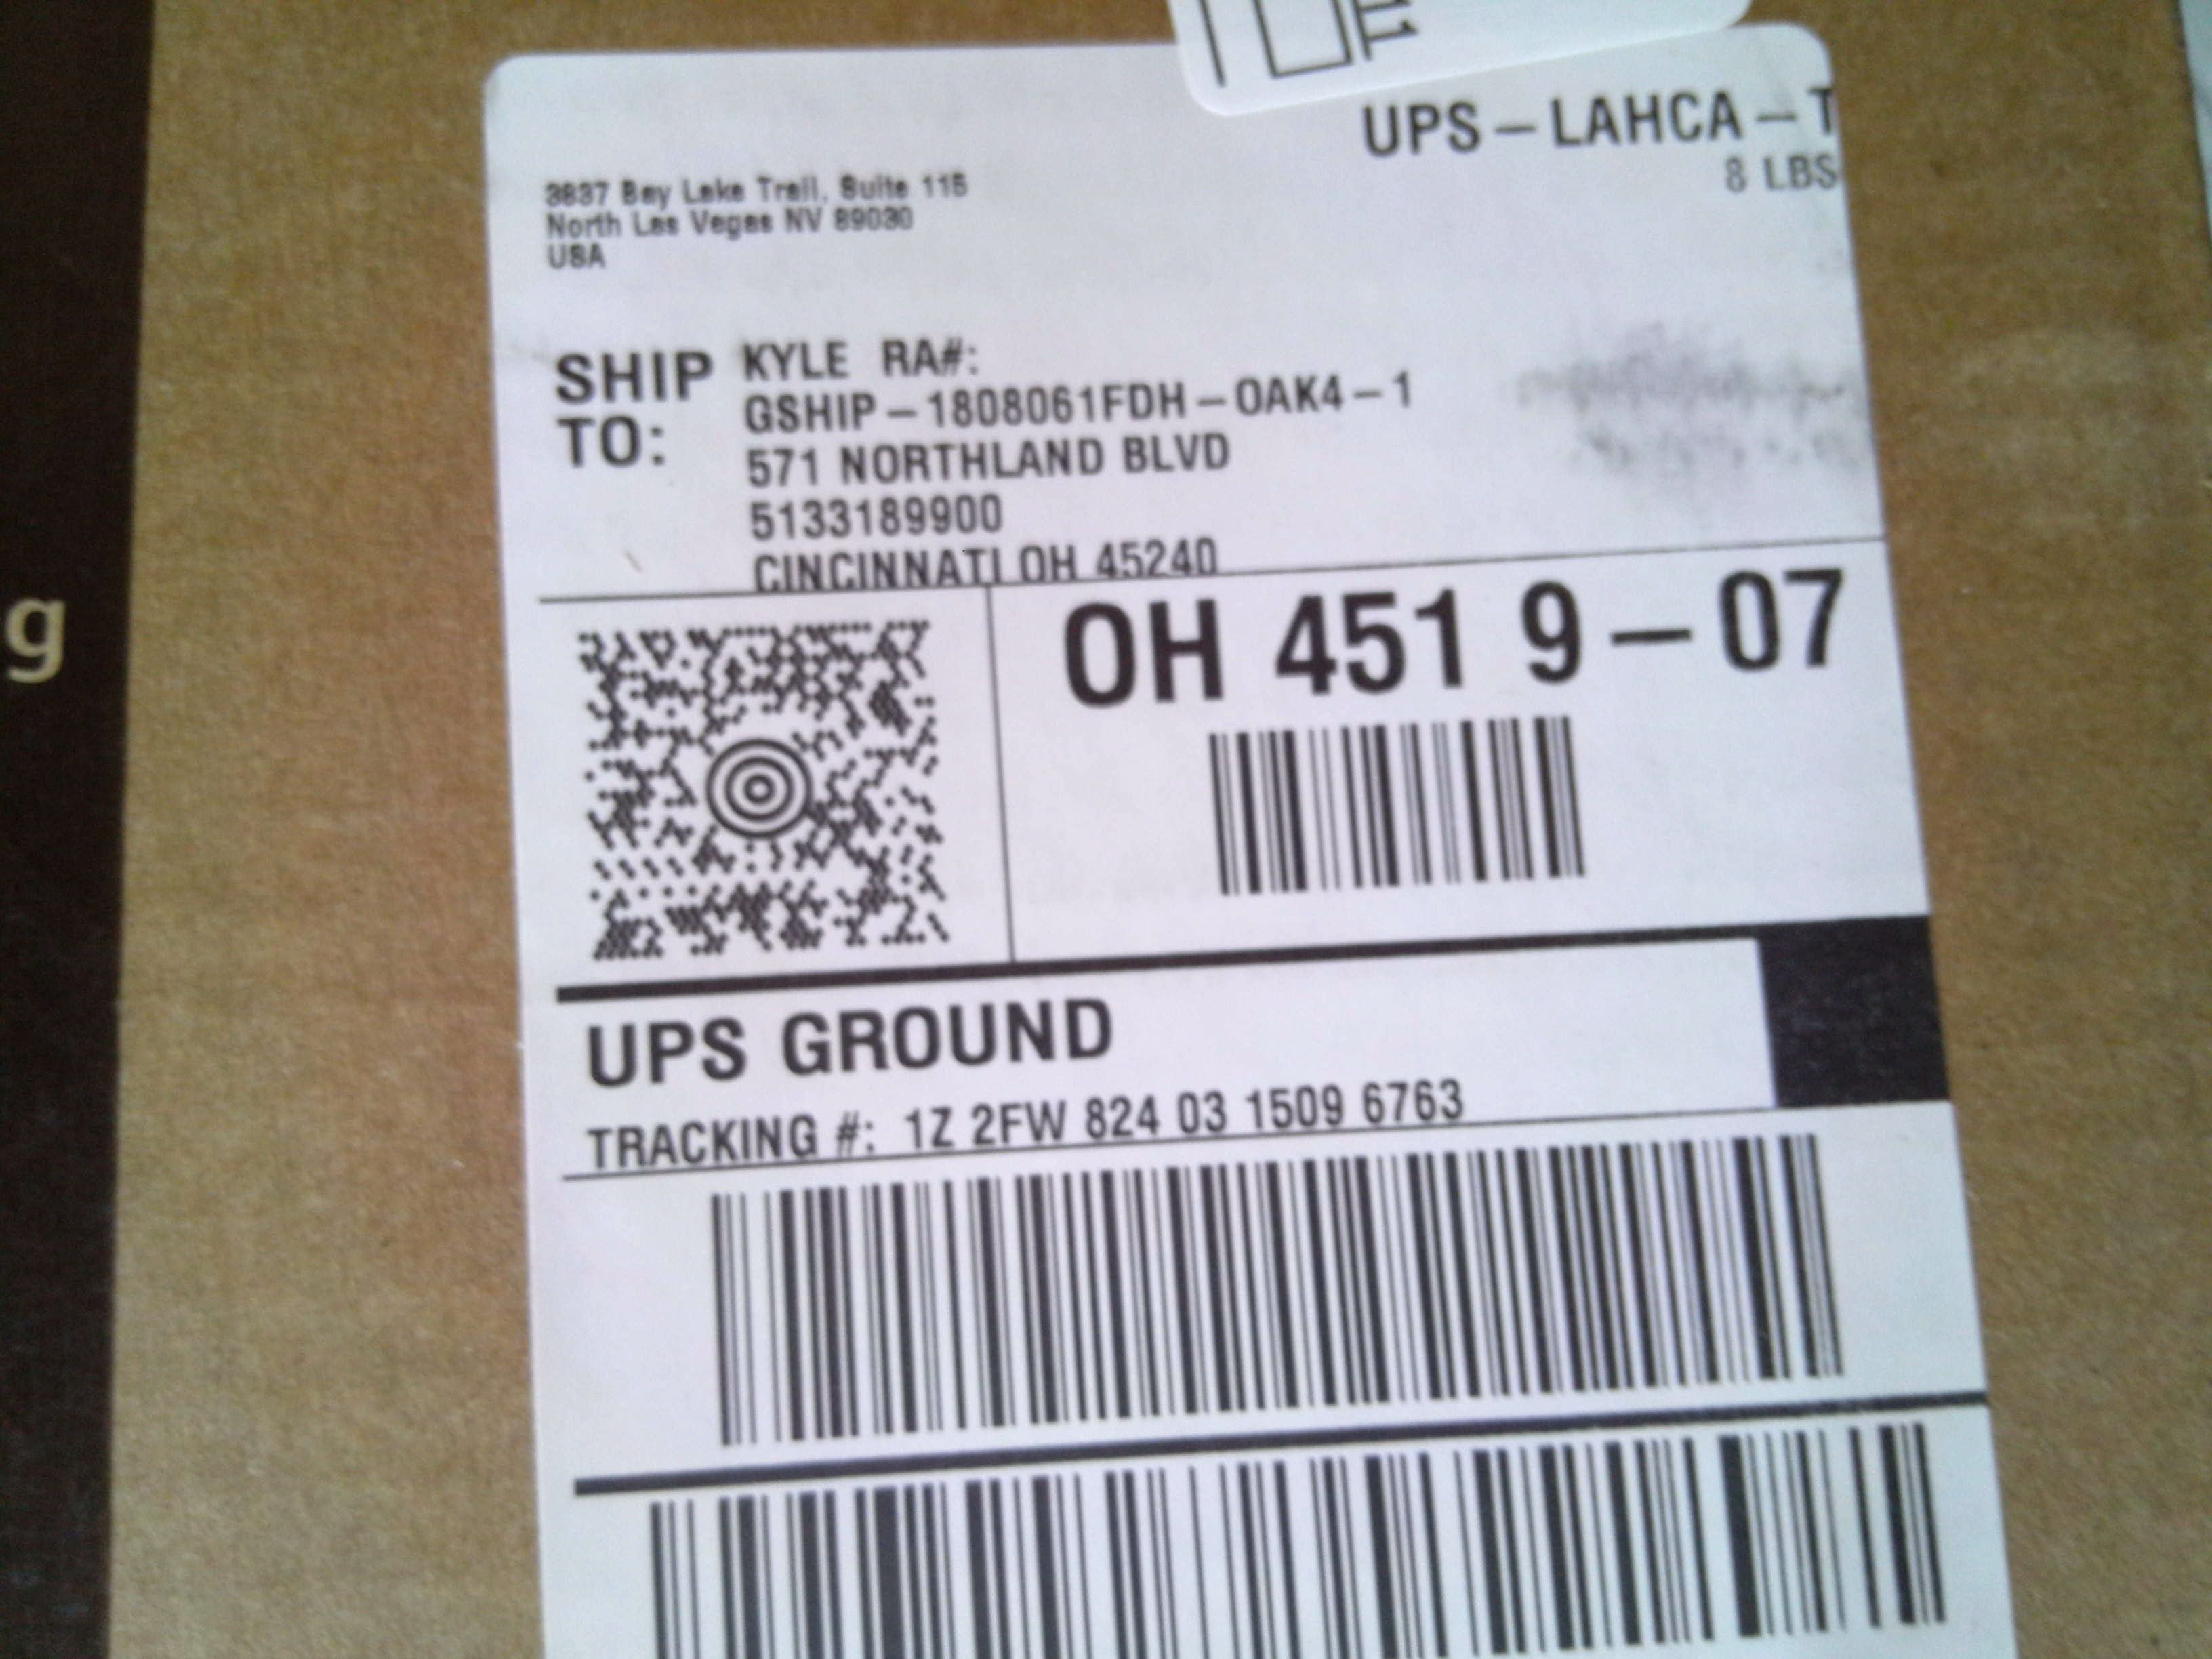 UPS – LAHCA – T
8 LBS
3837 Bay Lake Trail, Suite 115
North Las Vegas NV 89030
USA
SHIP TO:
KYLE RA#:
GSHIP – 1808061FDH – OAK4 – 1
571 NORTHLAND BLVD
5133189900
CINCINNATI OH 45240
OH 451 9 – 07
UPS GROUND
TRACKING #: 1Z 2FW 824 03 1509 6763
g